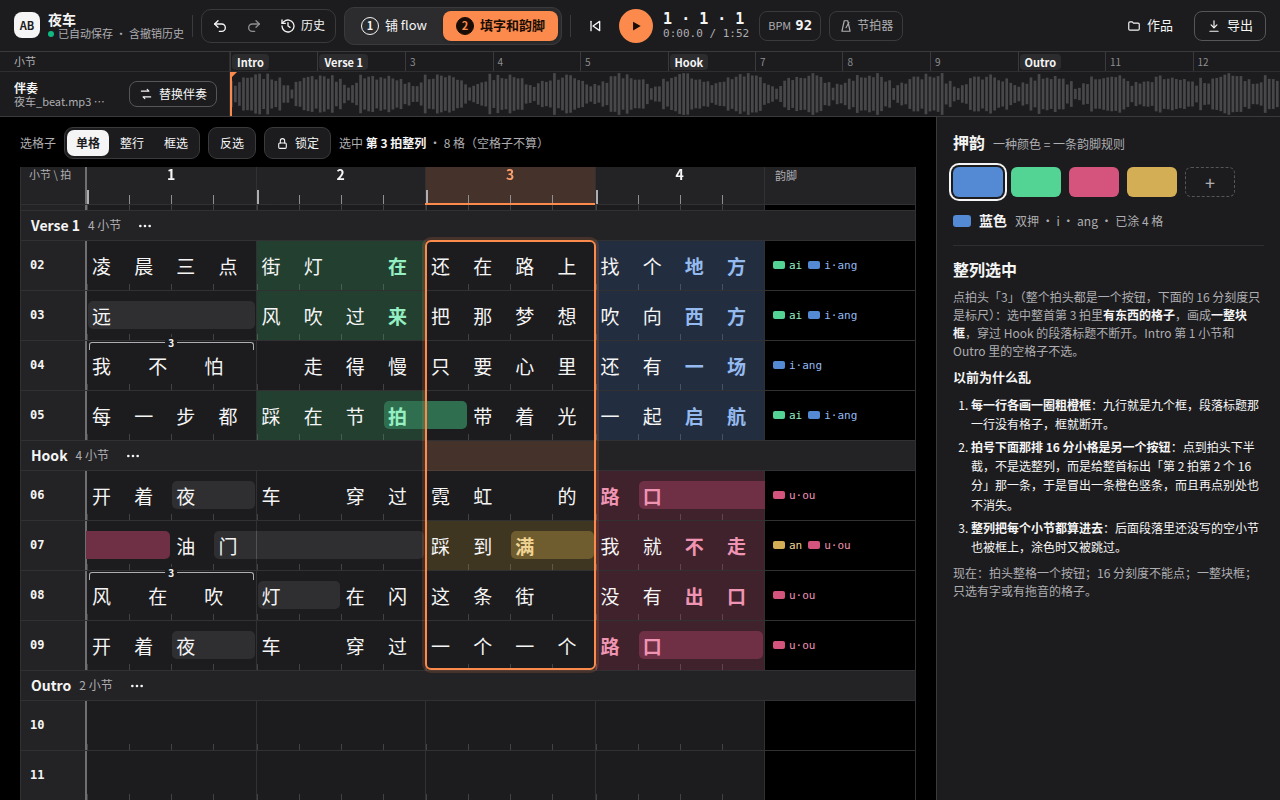 AB 夜车
已自动保存 · 含撤销历史
历史
1 铺 flow
2 填字和韵脚
1 · 1 · 1
0:00.0 / 1:52
BPM 92
节拍器
作品
导出
小节 Intro Verse 1 3 4 5 Hook 7 8 9 Outro 11 12
伴奏
夜车_beat.mp3 ···
替换伴奏
选格子 单格 整行 框选 反选 锁定 选中 第 3 拍整列 · 8 格（空格子不算）
小节 \ 拍 1 2 3 4 韵脚
Verse 1 4 小节 ···
02 凌 晨 三 点 街 灯 在 还 在 路 上 找 个 地 方 ai i·ang
03 远 风 吹 过 来 把 那 梦 想 吹 向 西 方 ai i·ang
3
04 我 不 怕 走 得 慢 只 要 心 里 还 有 一 场 i·ang
05 每 一 步 都 踩 在 节 拍 带 着 光 一 起 启 航 ai i·ang
Hook 4 小节 ···
06 开 着 夜 车 穿 过 霓 虹 的 路 口 u·ou
07 油 门 踩 到 满 我 就 不 走 an u·ou
3
08 风 在 吹 灯 在 闪 这 条 街 没 有 出 口 u·ou
09 开 着 夜 车 穿 过 一 个 一 个 路 口 u·ou
Outro 2 小节 ···
10
11
押韵 一种颜色 = 一条韵脚规则
+
蓝色 双押 · i · ang · 已涂 4 格
整列选中
点拍头「3」（整个拍头都是一个按钮，下面的 16 分刻度只
是标尺）：选中整首第 3 拍里有东西的格子，画成一整块
框，穿过 Hook 的段落标题不断开。Intro 第 1 小节和
Outro 里的空格子不选。
以前为什么乱
1. 每一行各画一圈粗橙框：九行就是九个框，段落标题那
一行没有格子，框就断开。
2. 拍号下面那排 16 分小格是另一个按钮：点到拍头下半
截，不是选整列，而是给整首标出「第 2 拍第 2 个 16
分」那一条，于是冒出一条橙色竖条，而且再点别处也
不消失。
3. 整列把每个小节都算进去：后面段落里还没写的空小节
也被框上，涂色时又被跳过。
现在：拍头整格一个按钮；16 分刻度不能点；一整块框；
只选有字或有拖音的格子。